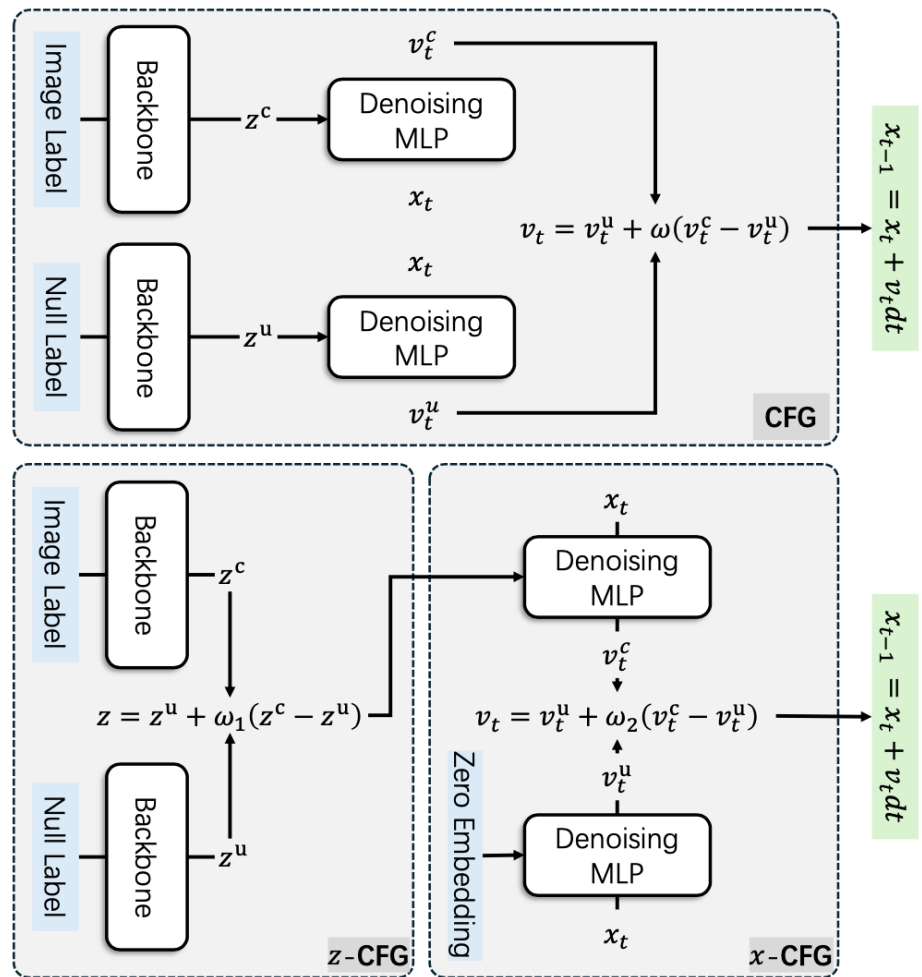 Image Label
Backbone
z^c
Denoising
MLP
v_t^c
x_t
v_t = v_t^u + ω(v_t^c − v_t^u)
x_{t−1} = x_t + v_t dt
x_t
Null Label
Backbone
z^u
Denoising
MLP
v_t^u
CFG
Image Label
Backbone
z^c
z = z^u + ω_1(z^c − z^u)
Null Label
Backbone
z^u
z-CFG
x_t
Denoising
MLP
v_t^c
v_t = v_t^u + ω_2(v_t^c − v_t^u)
x_{t−1} = x_t + v_t dt
v_t^u
Zero Embedding
Denoising
MLP
x_t
x-CFG